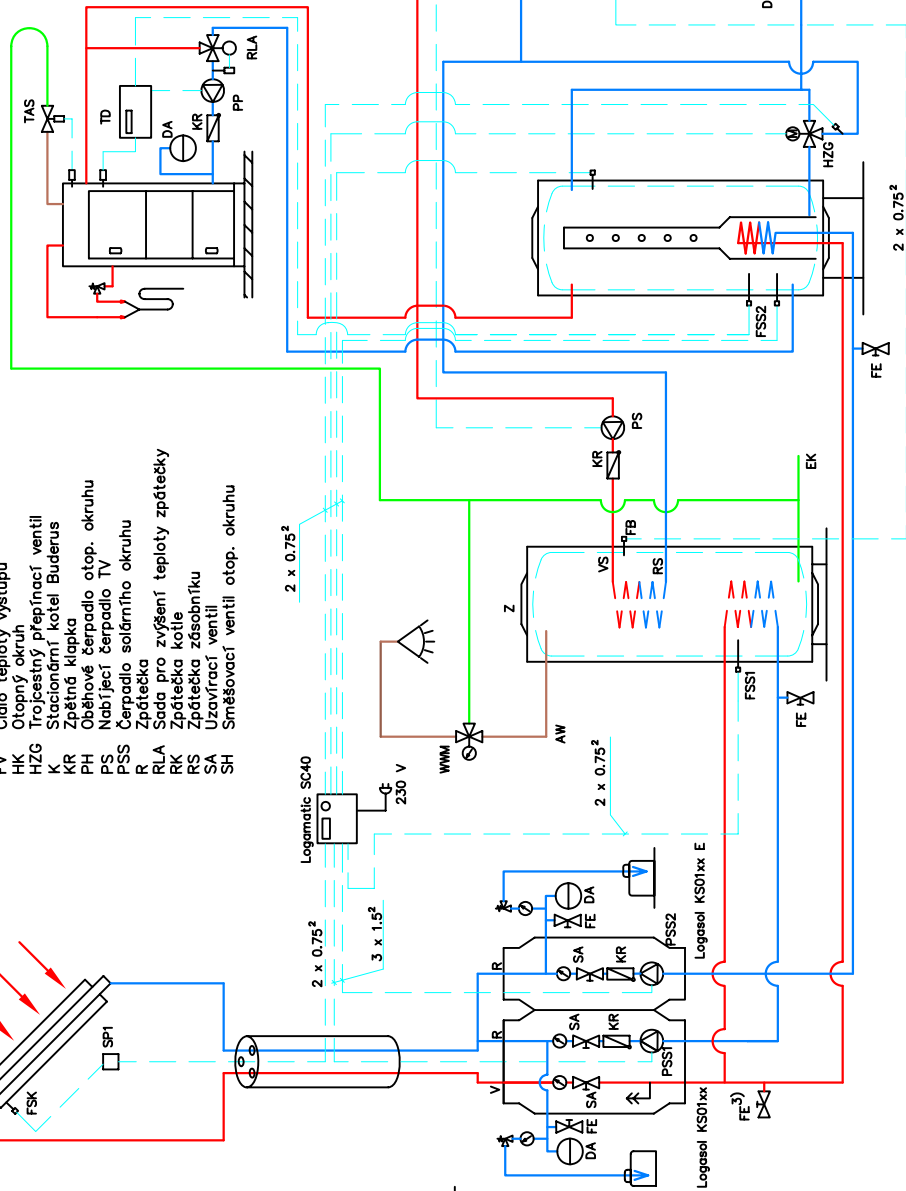 FV Čidlo teploty výstupu
HK Otopný okruh
HZG Trojcestný přepínací ventil
K Stacionární kotel Buderus
KR Zpětná klapka
PH Oběhové čerpadlo otop. okruhu
PS Nabíjecí čerpadlo TV
PSS Čerpadlo solárního okruhu
R Zpátečka
RLA Sada pro zvýšení teploty zpátečky
RK Zpátečka kotle
RS Zpátečka zásobníku
SA Uzavírací ventil
SH Směšovací ventil otop. okruhu
TAS
TD
DA
KR
PP
RLA
D
HZG
M
2 x 0.75²
FSS2
FE
PS
KR
EK
FB
VS
RS
Z
FSS1
FE
2 x 0.75²
WWM
AW
Logamatic SC40
230 V
2 x 0.75²
2 x 0.75²
3 x 1.5²
SP1
FSK
DA
FE
PSS2
Logasol KS01xx E
R
SA
KR
R
SA
KR
PSS1
V
SA
FE
DA
Logasol KS01xx
FE³⁾